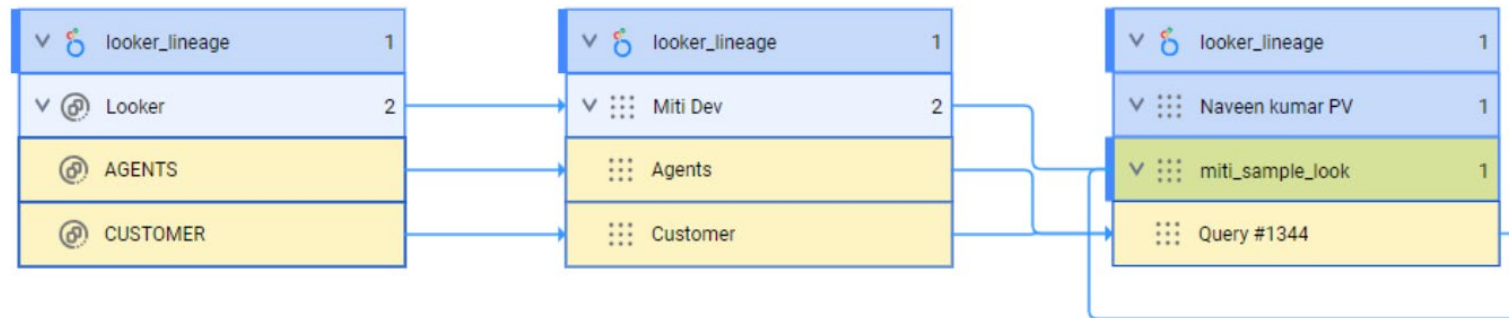 looker_lineage 1
Looker 2
AGENTS
CUSTOMER
looker_lineage 1
Miti Dev 2
Agents
Customer
looker_lineage 1
Naveen kumar PV 1
miti_sample_look 1
Query #1344